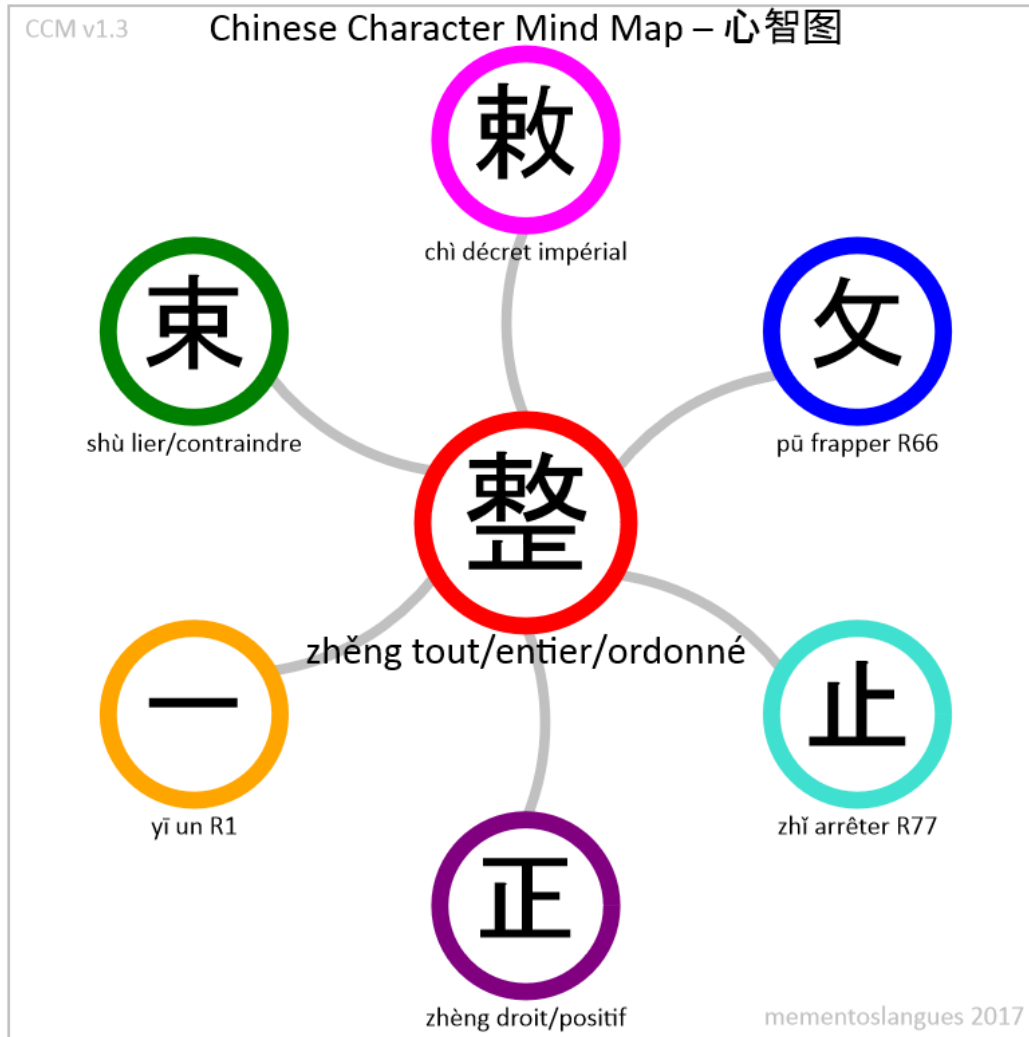 CCM v1.3
Chinese Character Mind Map – 心智图
敕
chì décret impérial
束
shù lier/contraindre
攵
pū frapper R66
整
zhěng tout/entier/ordonné
一
yī un R1
止
zhǐ arrêter R77
正
zhèng droit/positif
mementoslangues 2017